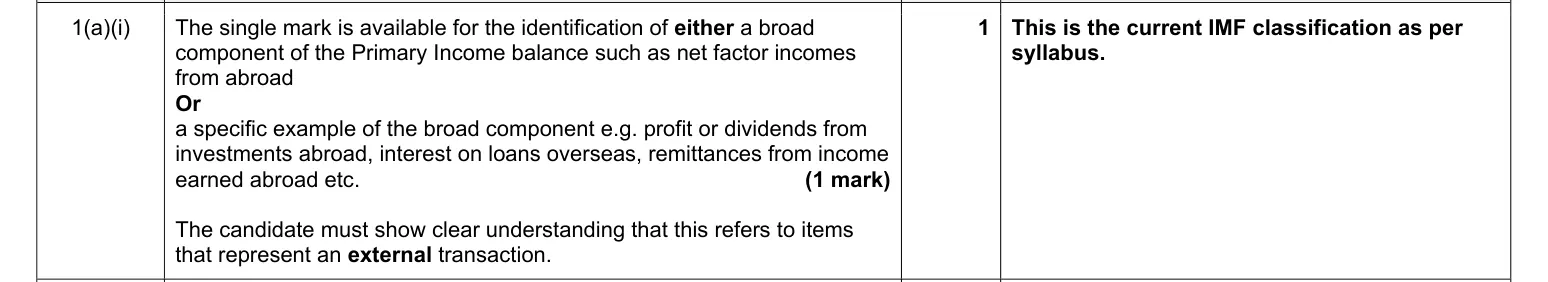 1(a)(i)
The single mark is available for the identification of either a broad
component of the Primary Income balance such as net factor incomes
from abroad
Or
a specific example of the broad component e.g. profit or dividends from
investments abroad, interest on loans overseas, remittances from income
earned abroad etc. (1 mark)
The candidate must show clear understanding that this refers to items
that represent an external transaction.
1
This is the current IMF classification as per
syllabus.